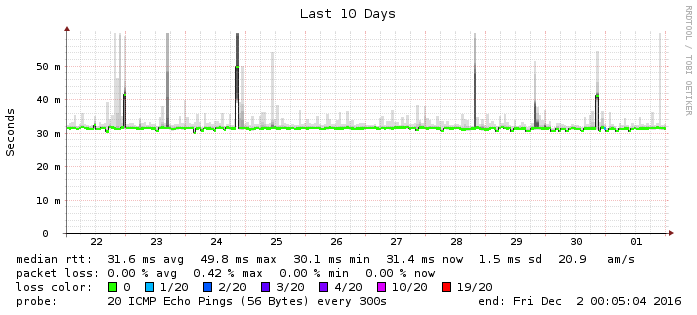 Last 10 Days
RRDTOOL / TOBI OETIKER
Seconds
50 m
40 m
30 m
20 m
10 m
0
22 23 24 25 26 27 28 29 30 01
median rtt: 31.6 ms avg 49.8 ms max 30.1 ms min 31.4 ms now 1.5 ms sd 20.9 am/s
packet loss: 0.00 % avg 0.42 % max 0.00 % min 0.00 % now
loss color: 0 1/20 2/20 3/20 4/20 10/20 19/20
probe: 20 ICMP Echo Pings (56 Bytes) every 300s end: Fri Dec 2 00:05:04 2016